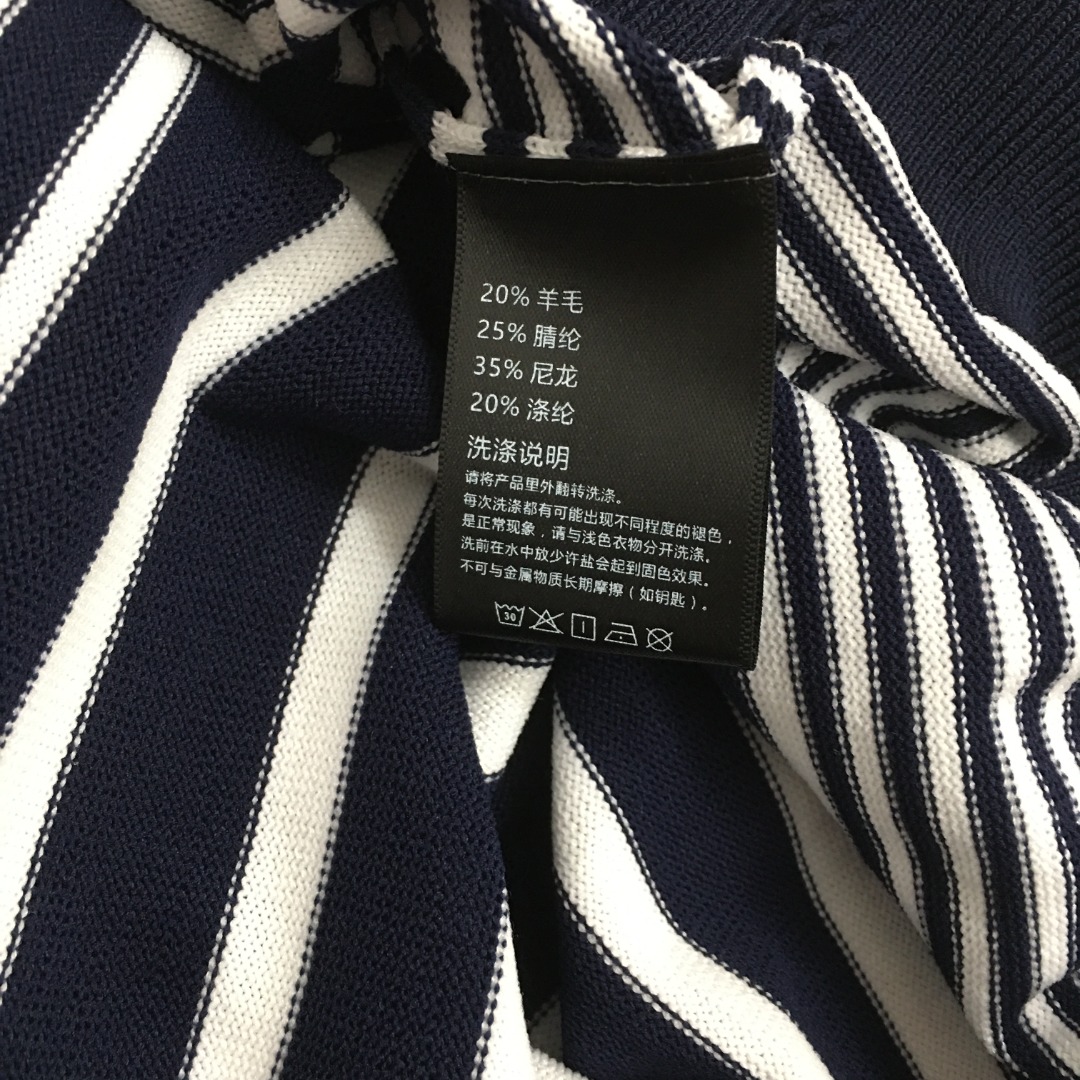 20% 羊毛
25% 腈纶
35% 尼龙
20% 涤纶
洗涤说明
请将产品里外翻转洗涤。
每次洗涤都有可能出现不同程度的褪色，
是正常现象，请与浅色衣物分开洗涤。
洗前在水中放少许盐会起到固色效果。
不可与金属物质长期摩擦（如钥匙）。
30